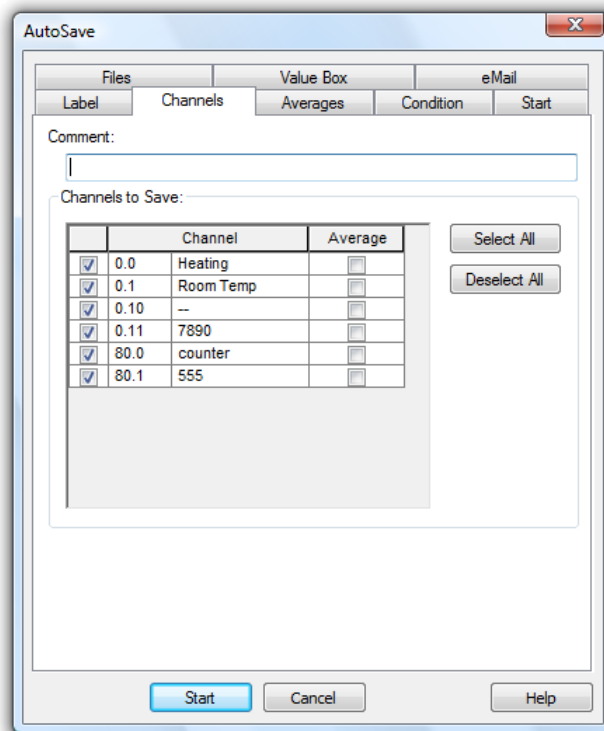 AutoSave
Files Value Box eMail
Label Channels Averages Condition Start
Comment:
Channels to Save:
Channel Average
0.0 Heating
0.1 Room Temp
0.10 --
0.11 7890
80.0 counter
80.1 555
Select All
Deselect All
Start Cancel Help